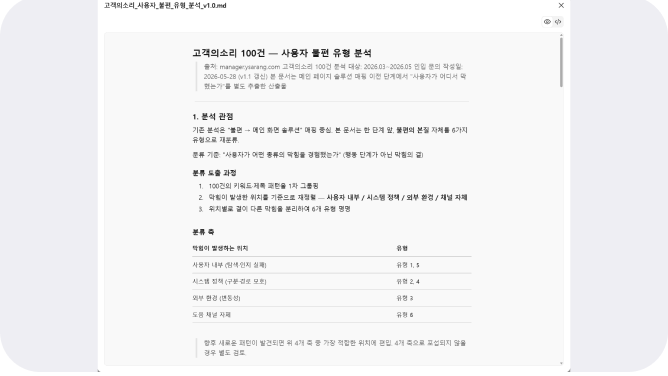 고객의소리_사용자_불편_유형_분석_v1.0.md
고객의소리 100건 — 사용자 불편 유형 분석
출처: manager.ysarang.com 고객의소리 100건 분석 대상: 2026.03~2026.05 인입 문의 작성일:
2026-05-28 (v1.1 갱신) 본 문서는 메인 페이지 솔루션 매핑 이전 단계에서 "사용자가 어디서 막
혔는가"를 별도 추출한 산출물
1. 분석 관점
기존 분석은 "불편 → 메인 화면 솔루션" 매핑 중심. 본 문서는 한 단계 앞, 불편의 본질 자체를 6가지
유형으로 재분류.
분류 기준: "사용자가 어떤 종류의 막힘을 경험했는가" (행동 단계가 아닌 막힘의 결)
분류 도출 과정
1. 100건의 키워드·제목 패턴을 1차 그룹핑
2. 막힘이 발생한 위치를 기준으로 재정렬 — 사용자 내부 / 시스템 정책 / 외부 환경 / 채널 자체
3. 위치별로 결이 다른 막힘을 분리하여 6개 유형 명명
분류 축
막힘이 발생하는 위치 유형
사용자 내부 (탐색·인지 실패) 유형 1, 5
시스템 정책 (구분·경로 모호) 유형 2, 4
외부 환경 (변동성) 유형 3
도움 채널 자체 유형 6
향후 새로운 패턴이 발견되면 위 4개 축 중 가장 적합한 위치에 편입. 4개 축으로 포섭되지 않을
경우 별도 검토.